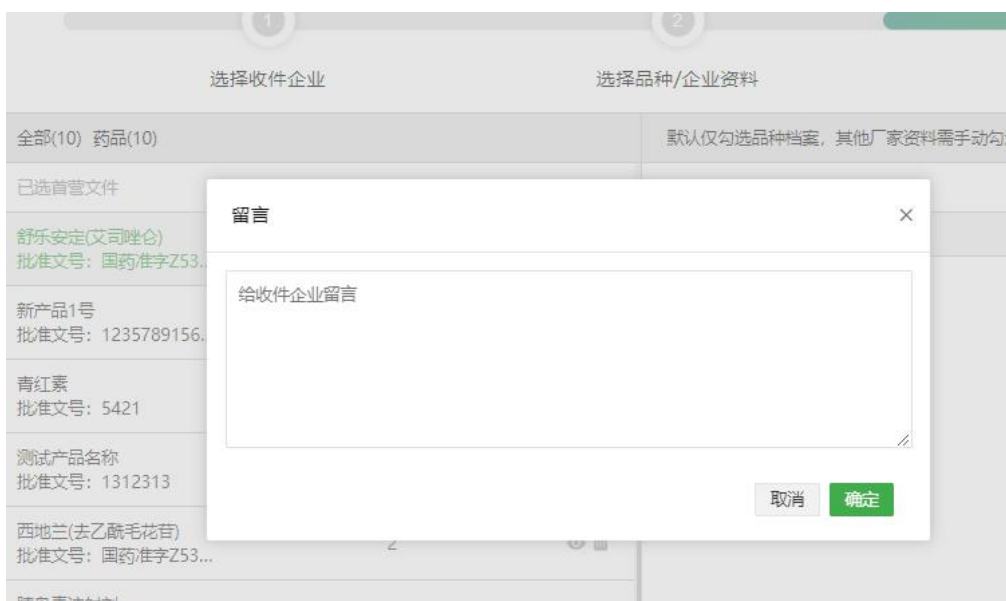 1
2
选择收件企业
选择品种/企业资料
全部(10) 药品(10)
默认仅勾选品种档案，其他厂家资料需手动勾
已选首营文件
舒乐安定(艾司唑仑)
批准文号：国药准字Z53..
新产品1号
批准文号：1235789156.
青红素
批准文号：5421
测试产品名称
批准文号：1312313
西地兰(去乙酰毛花苷)
批准文号：国药准字Z53...
2
留言
×
给收件企业留言
取消
确定